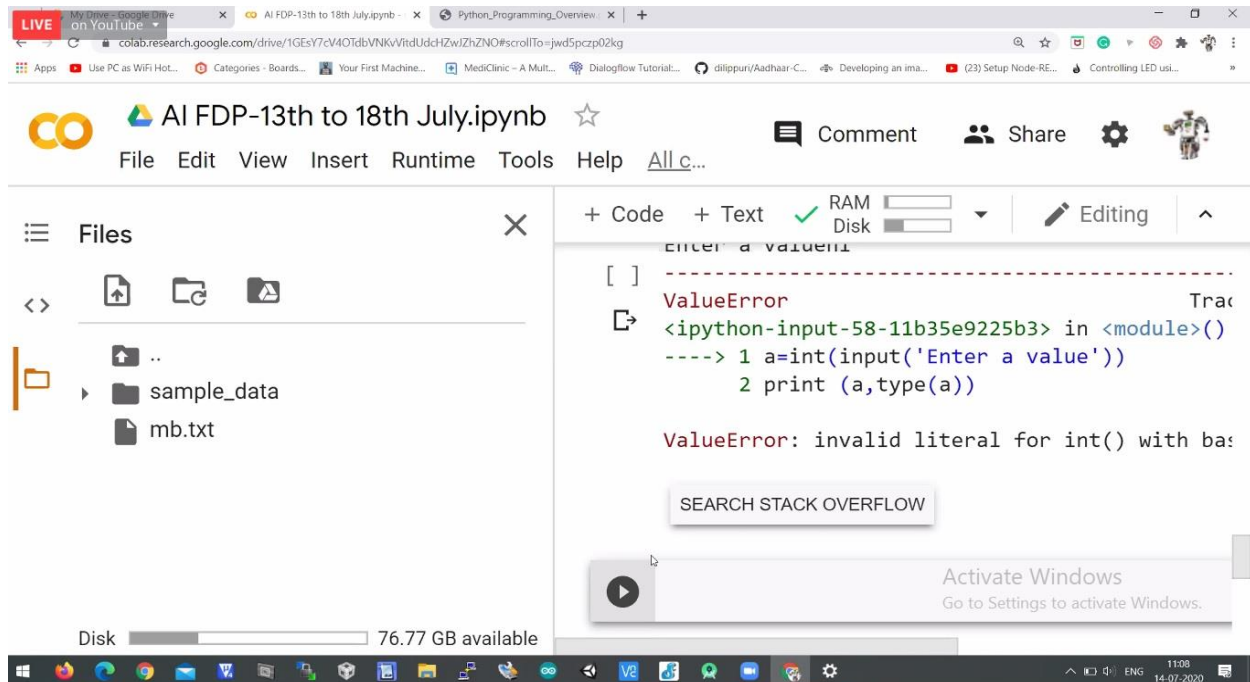 LIVE
on YouTube
My Drive - Google Drive
AI FDP-13th to 18th July.ipynb -
Python_Programming_Overview.
colab.research.google.com/drive/1GEsY7cV4OTdbVNKvVitdUdcHZwJZhZNO#scrollTo=jwd5pczp02kg
Apps Use PC as WiFi Hot... Categories - Boards... Your First Machine... MediClinic – A Mult... Dialogflow Tutorial:... dilippuri/Aadhaar-C... Developing an ima... (23) Setup Node-RE... Controlling LED usi... »
AI FDP-13th to 18th July.ipynb
Comment Share
File Edit View Insert Runtime Tools Help All c...
+ Code + Text RAM Disk Editing
Files
Enter a valuehi
[ ]
ValueError Trac
<ipython-input-58-11b35e9225b3> in <module>()
----> 1 a=int(input('Enter a value'))
2 print (a,type(a))
ValueError: invalid literal for int() with bas
SEARCH STACK OVERFLOW
..
sample_data
mb.txt
Activate Windows
Go to Settings to activate Windows.
Disk 76.77 GB available
ENG 11:08
14-07-2020